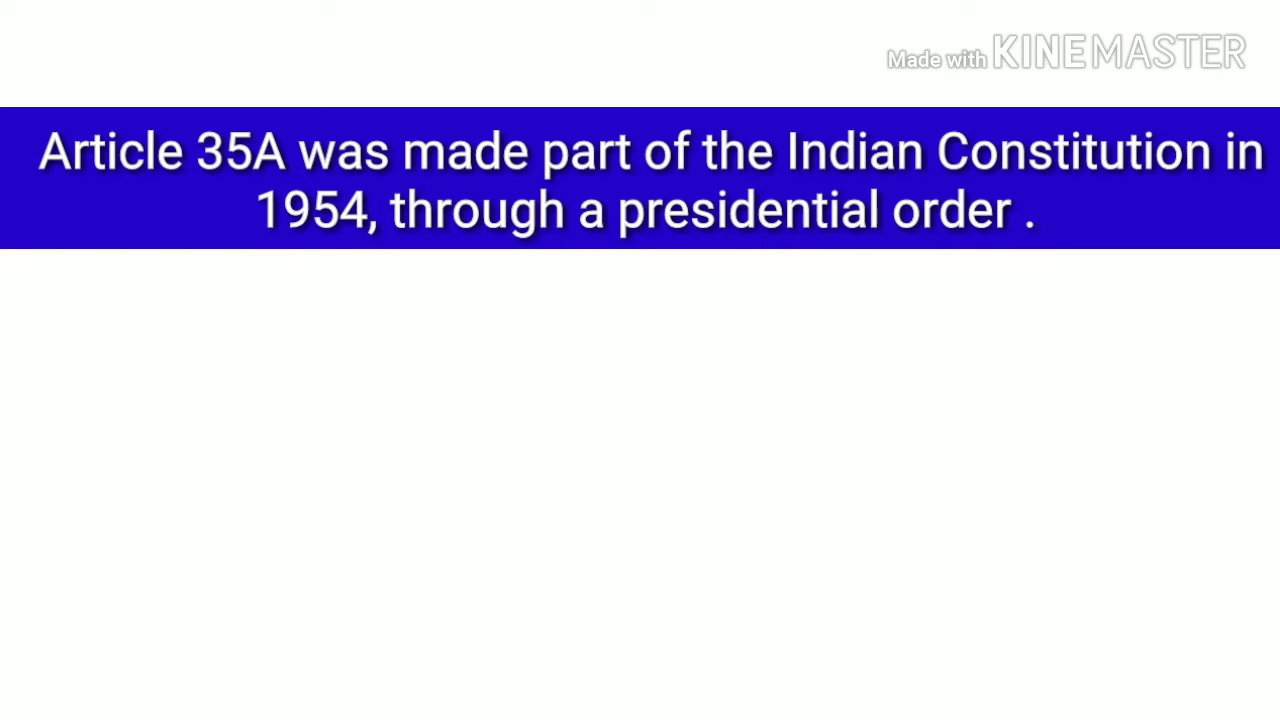 Made with KINEMASTER
Article 35A was made part of the Indian Constitution in
1954, through a presidential order .